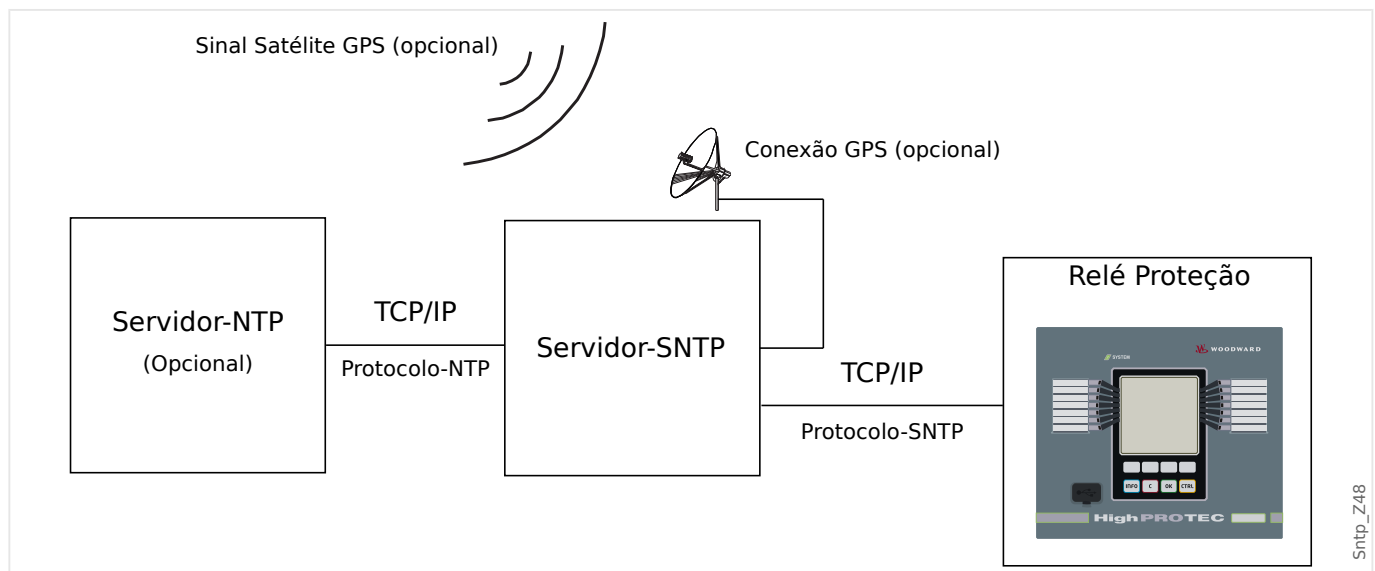 Sinal Satélite GPS (opcional)
Conexão GPS (opcional)
Servidor-NTP
(Opcional)
TCP/IP
Protocolo-NTP
Servidor-SNTP
TCP/IP
Protocolo-SNTP
Relé Proteção
WOODWARD
SYSTEM
INFO
C
OK
CTRL
HighPROTEC
Sntp_Z48